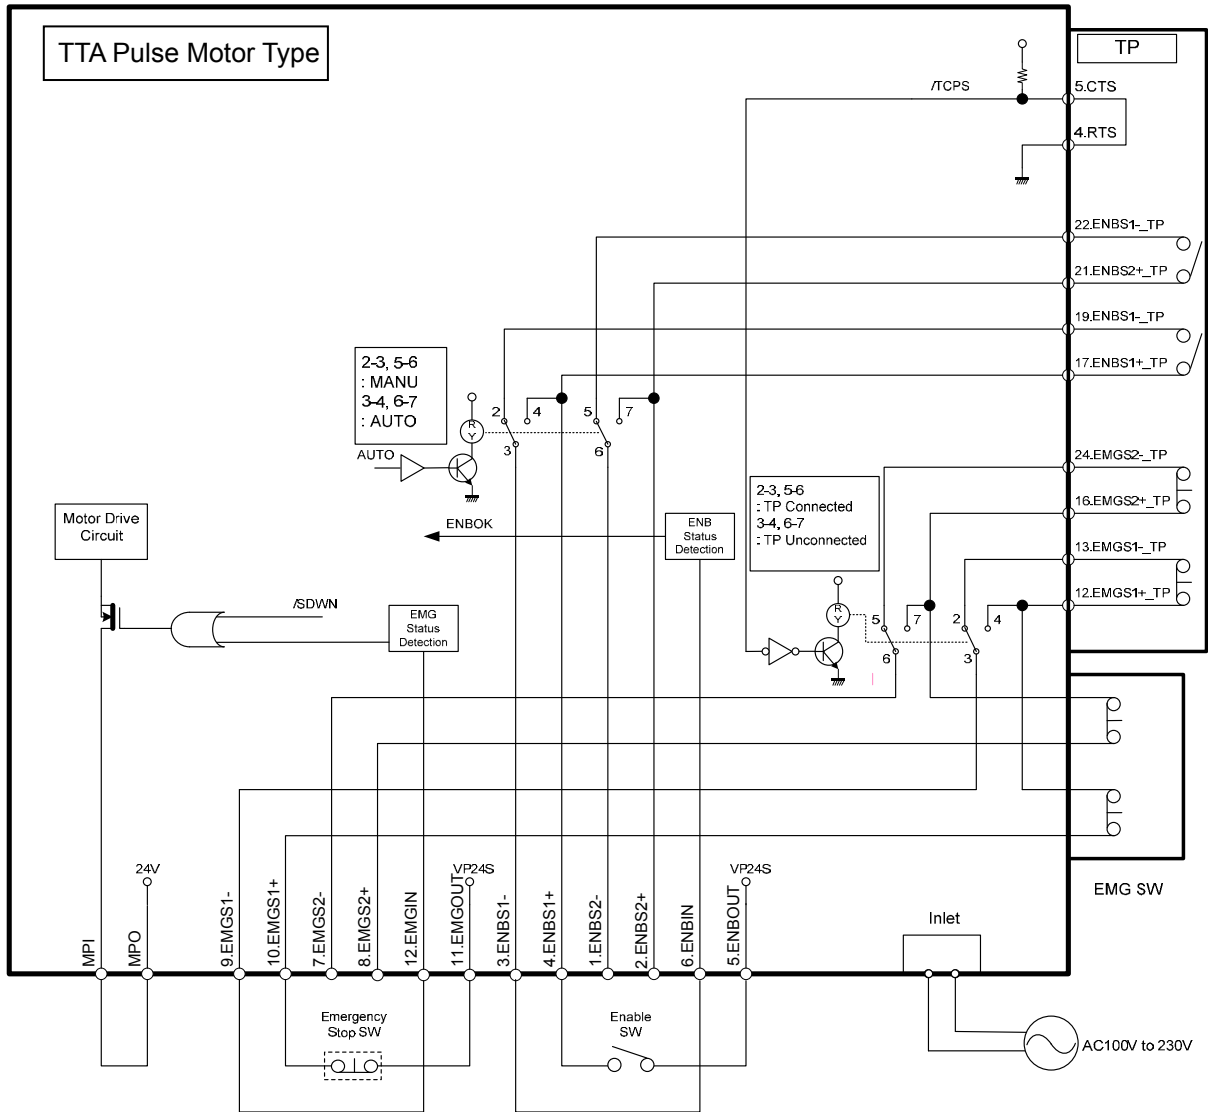 TTA Pulse Motor Type
TP
/TCPS
5.CTS
4.RTS
22.ENBS1-_TP
21.ENBS2+_TP
19.ENBS1-_TP
17.ENBS1+_TP
2-3, 5-6
: MANU
3-4, 6-7
: AUTO
R
Y
2
4
3
5
7
6
AUTO
24.EMGS2-_TP
16.EMGS2+_TP
13.EMGS1-_TP
12.EMGS1+_TP
2-3, 5-6
: TP Connected
3-4, 6-7
: TP Unconnected
Motor Drive
Circuit
ENBOK
ENB
Status
Detection
/SDWN
EMG
Status
Detection
R
Y
5
7
6
2
4
3
24V
VP24S
VP24S
EMG SW
MPI
MPO
9.EMGS1-
10.EMGS1+
7.EMGS2-
8.EMGS2+
12.EMGIN
11.EMGOUT
3.ENBS1-
4.ENBS1+
1.ENBS2-
2.ENBS2+
6.ENBIN
5.ENBOUT
Inlet
Emergency
Stop SW
Enable
SW
AC100V to 230V